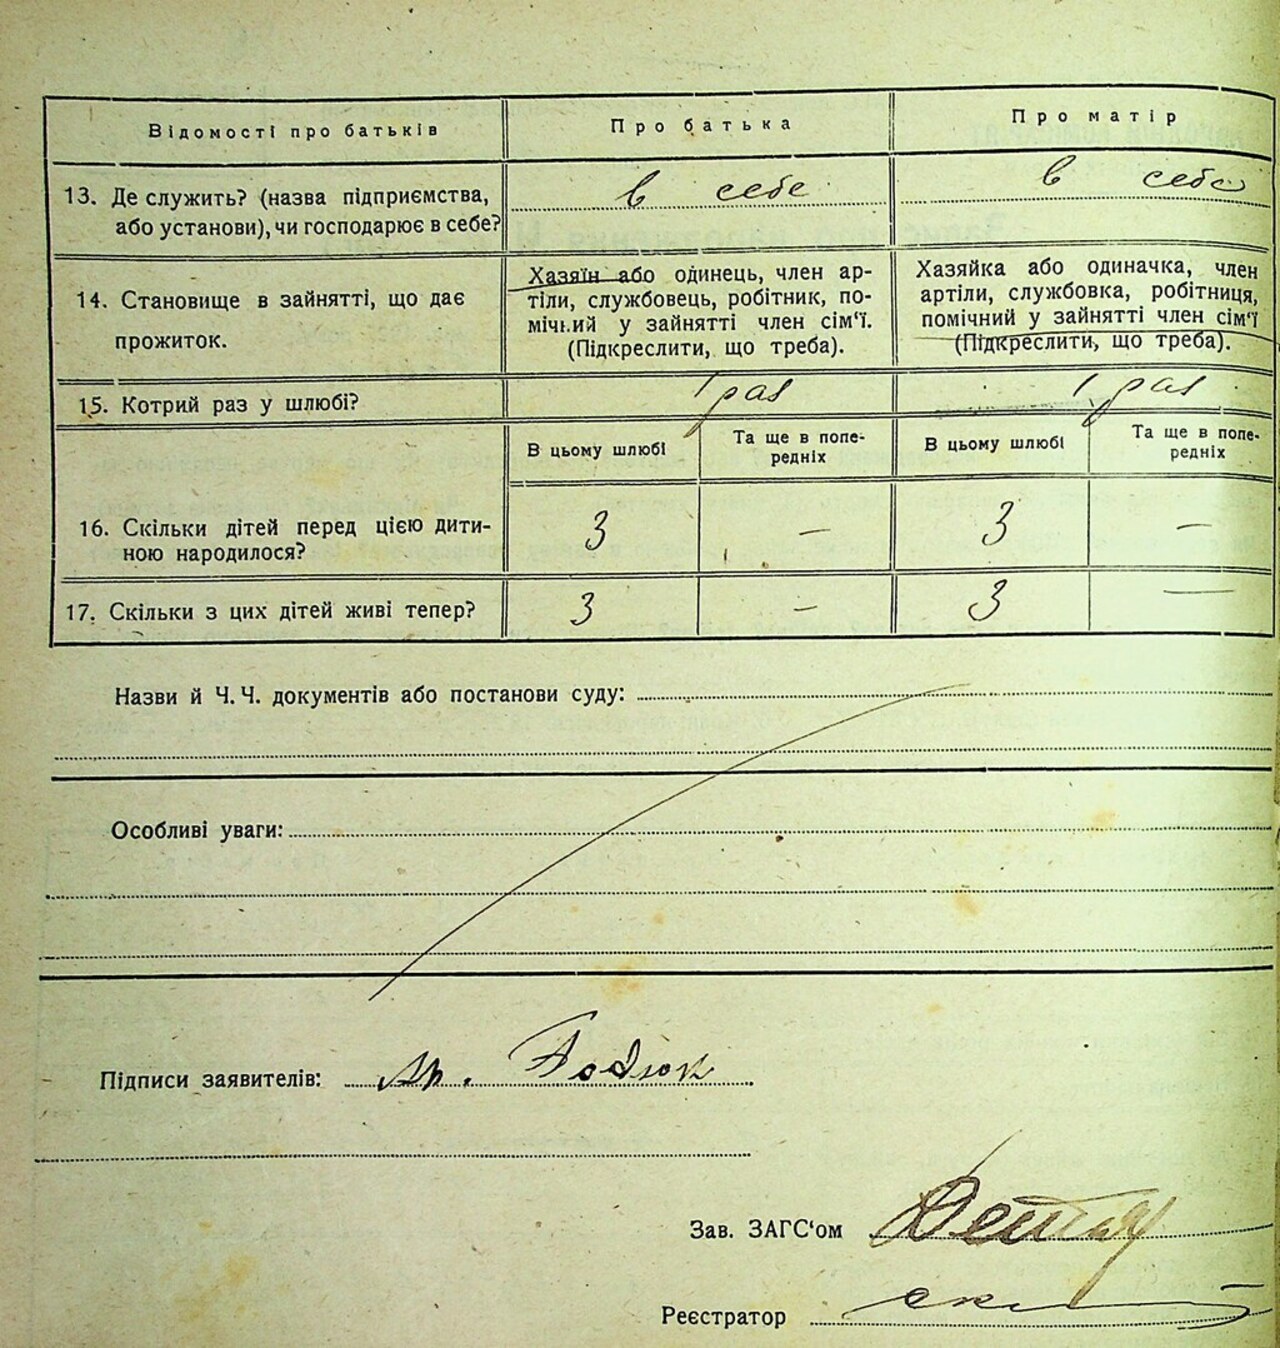 Відомості про батьків
Про батька
Про матір
13. Де служить? (назва підприємства,
або установи), чи господарює в себе?
в себе
в себе
14. Становище в зайнятті, що дає
прожиток.
Хазяїн або одинець, член ар-
тіли, службовець, робітник, по-
мічний у зайнятті член сім‘ї.
(Підкреслити, що треба).
Хазяйка або одиначка, член
артіли, службовка, робітниця,
помічний у зайнятті член сім‘ї
(Підкреслити, що треба).
15. Котрий раз у шлюбі?
1 раз
1 раз
В цьому шлюбі
Та ще в попе-
редніх
В цьому шлюбі
Та ще в попе-
редніх
16. Скільки дітей перед цією дити-
ною народилося?
3
—
3
—
17. Скільки з цих дітей живі тепер?
3
—
3
—
Назви й Ч. Ч. документів або постанови суду:
Особливі уваги:
Підписи заявителів:
Зав. ЗАГС‘ом
Реєстратор